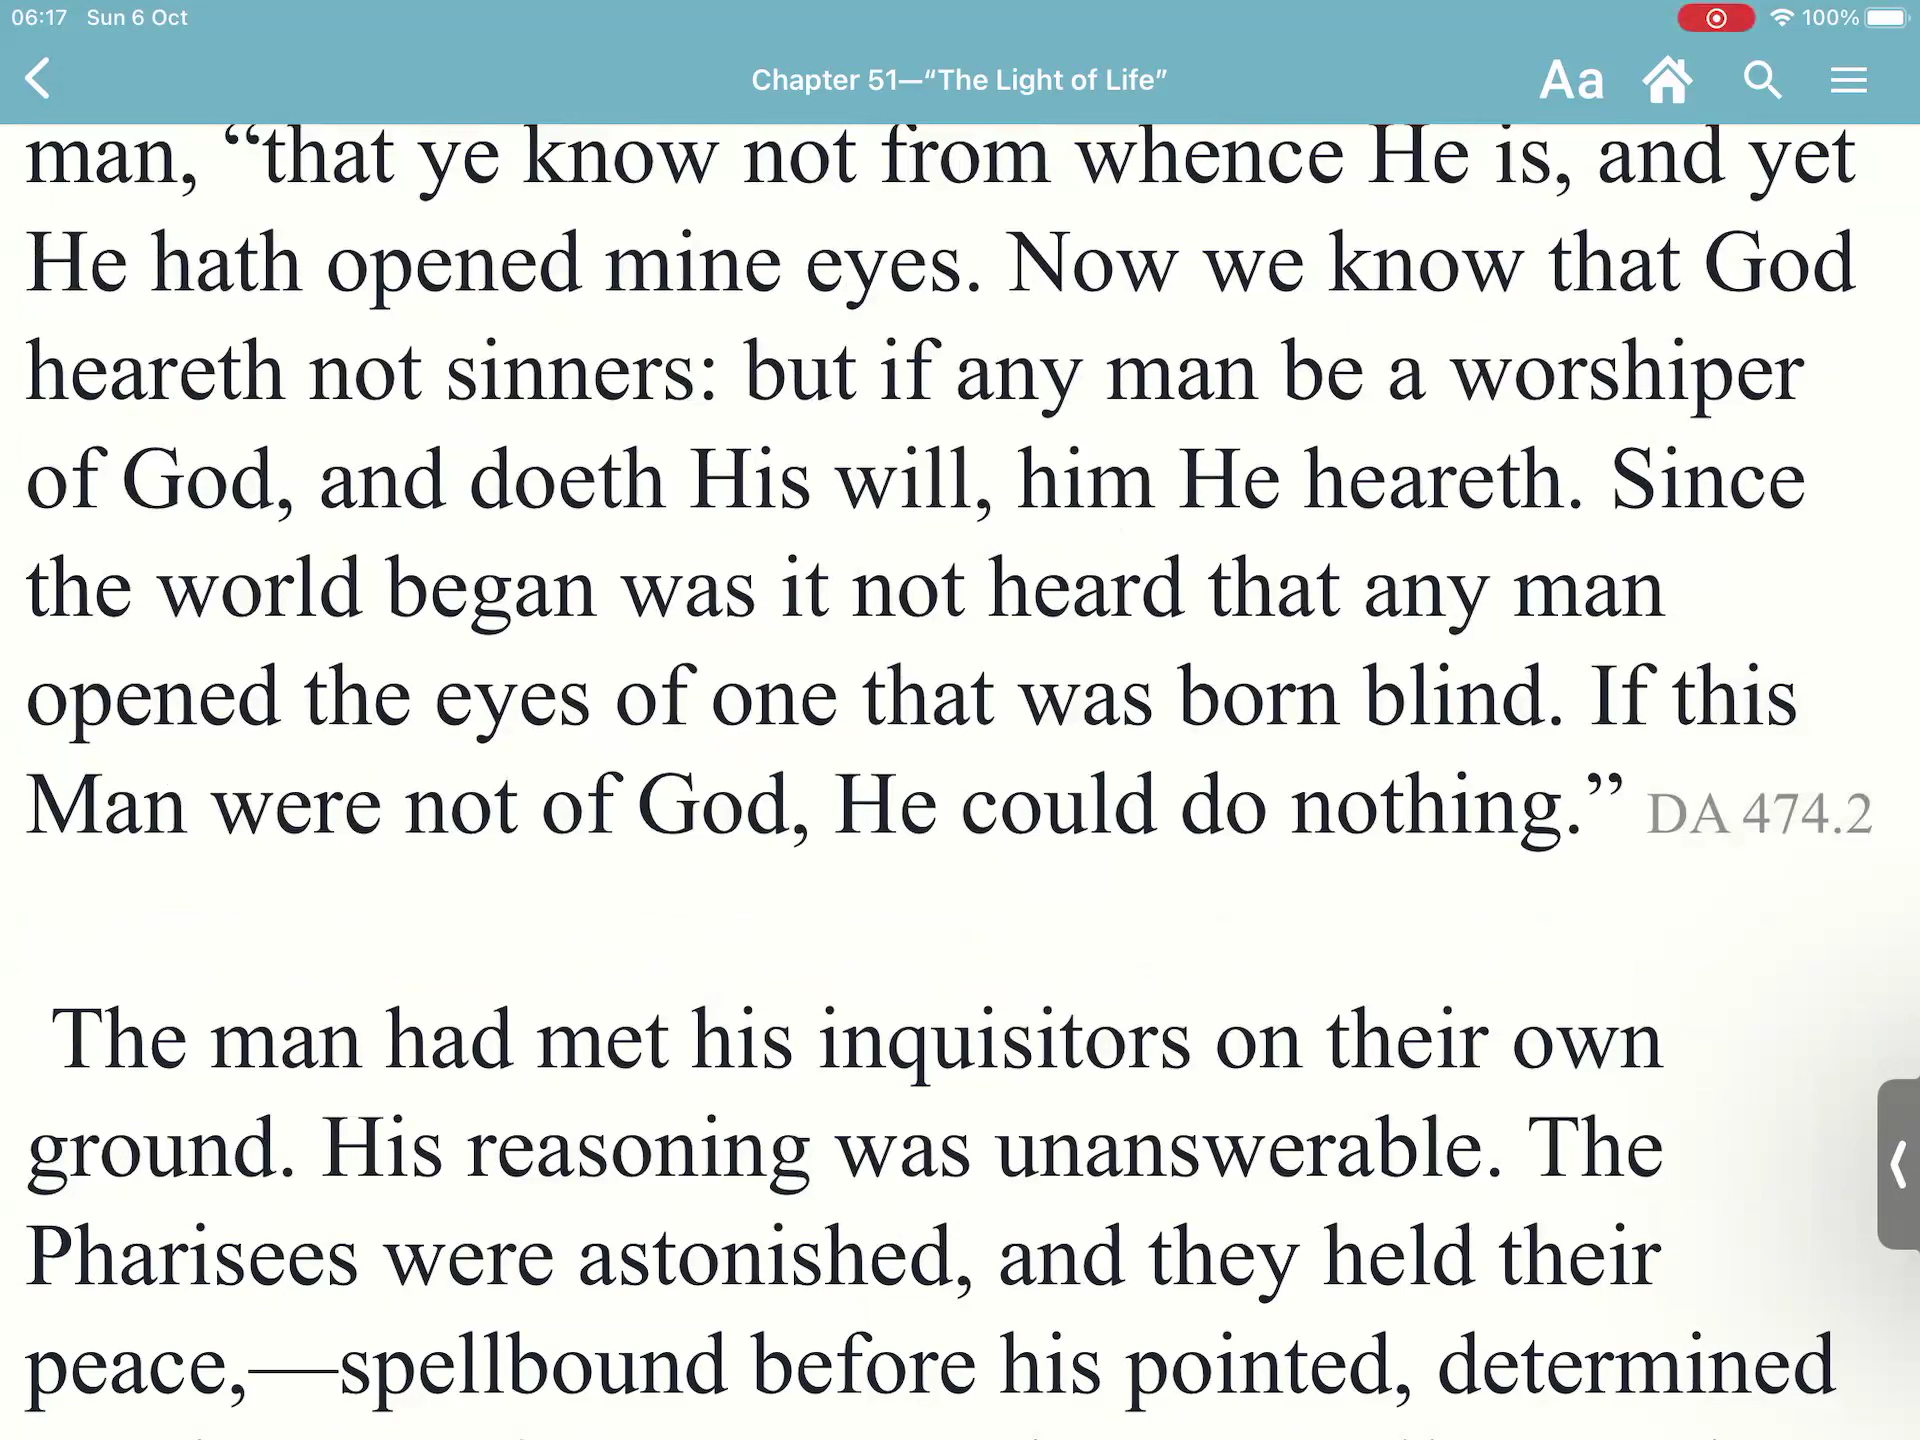 06:17 Sun 6 Oct
100%
Chapter 51—“The Light of Life”
Aa
man, “that ye know not from whence He is, and yet
He hath opened mine eyes. Now we know that God
heareth not sinners: but if any man be a worshiper
of God, and doeth His will, him He heareth. Since
the world began was it not heard that any man
opened the eyes of one that was born blind. If this
Man were not of God, He could do nothing.” DA 474.2
The man had met his inquisitors on their own
ground. His reasoning was unanswerable. The
Pharisees were astonished, and they held their
peace,—spellbound before his pointed, determined